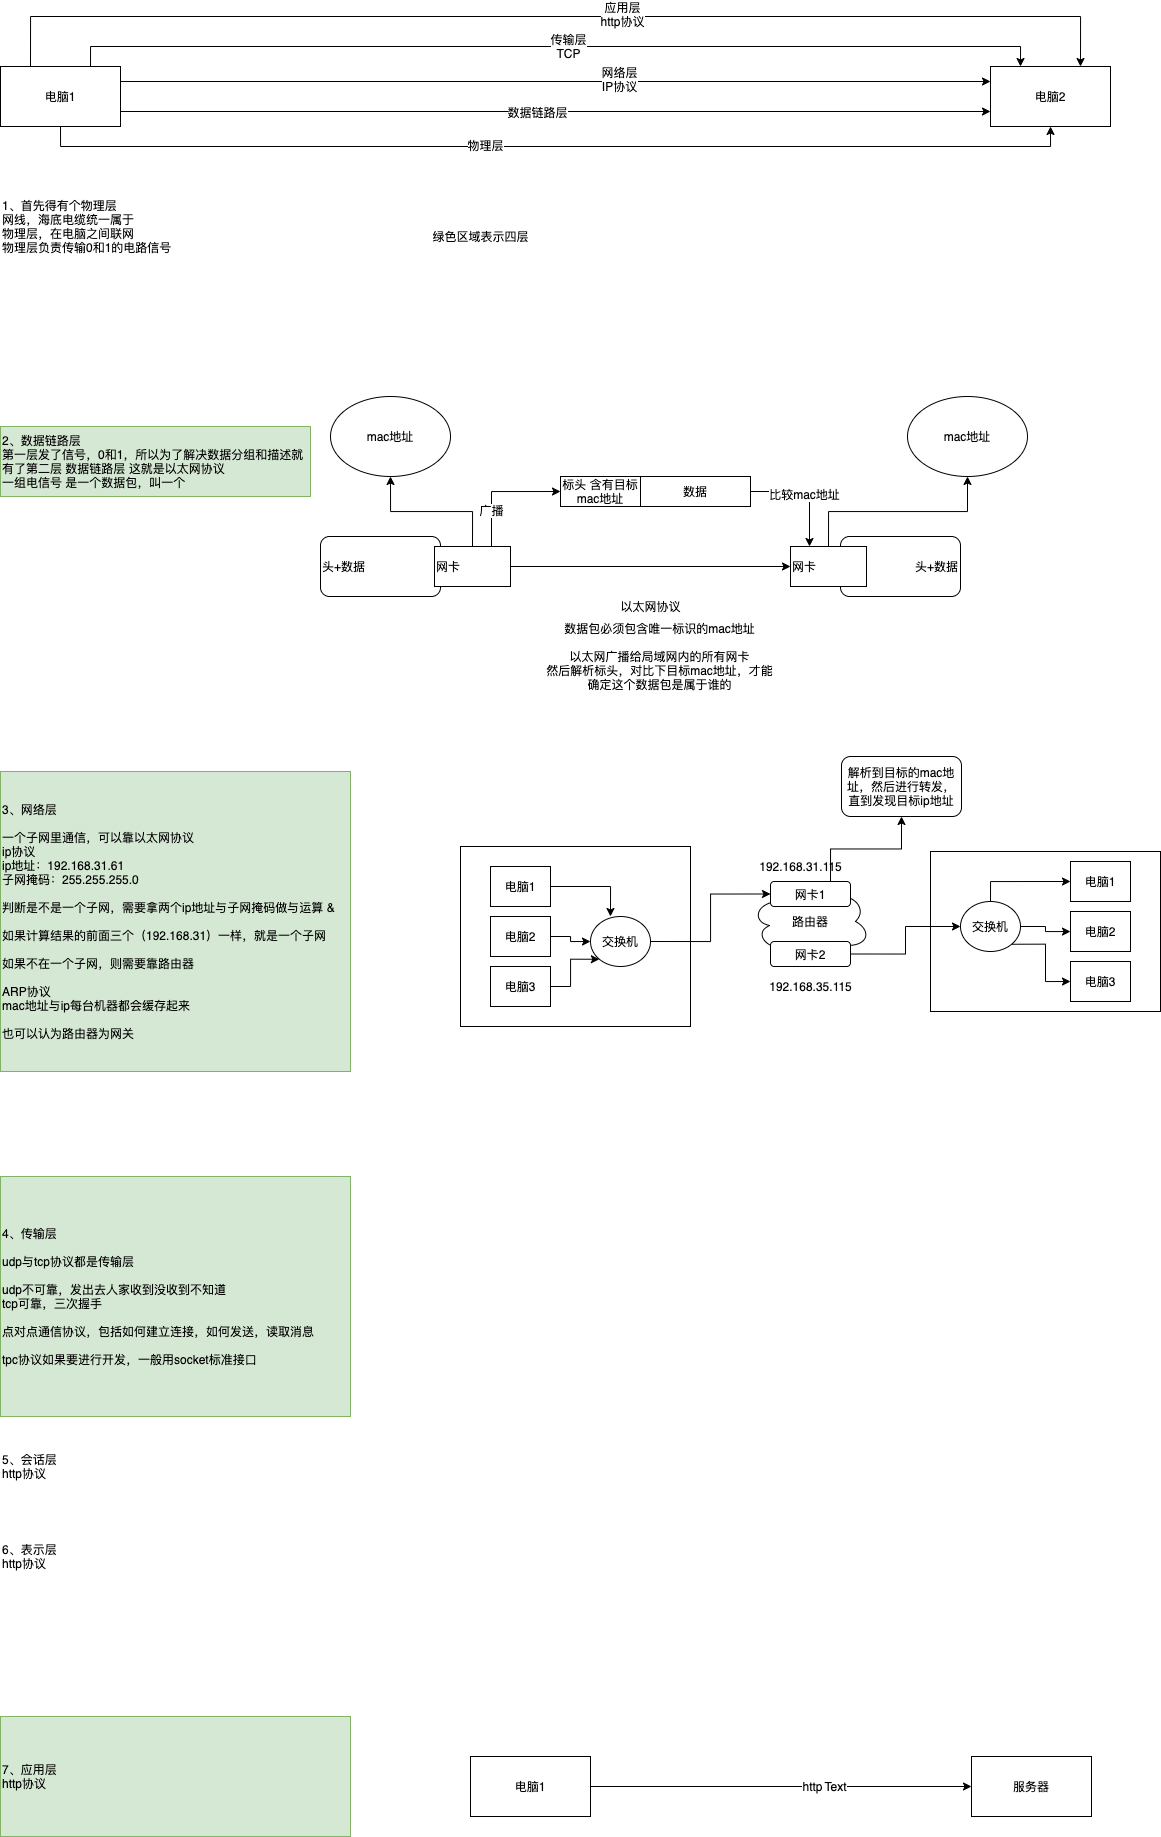 应用层
http协议
传输层
TCP
网络层
IP协议
电脑1
电脑2
数据链路层
物理层
1、首先得有个物理层
网线，海底电缆统一属于
物理层，在电脑之间联网
物理层负责传输0和1的电路信号
绿色区域表示四层
2、数据链路层
第一层发了信号，0和1，所以为了解决数据分组和描述就
有了第二层 数据链路层 这就是以太网协议
一组电信号 是一个数据包，叫一个
mac地址
mac地址
标头 含有目标
mac地址
数据
比较mac地址
广播
头+数据
网卡
网卡
头+数据
以太网协议
数据包必须包含唯一标识的mac地址
以太网广播给局域网内的所有网卡
然后解析标头，对比下目标mac地址，才能
确定这个数据包是属于谁的
3、网络层
一个子网里通信，可以靠以太网协议
ip协议
ip地址：192.168.31.61
子网掩码：255.255.255.0
判断是不是一个子网，需要拿两个ip地址与子网掩码做与运算 &
如果计算结果的前面三个（192.168.31）一样，就是一个子网
如果不在一个子网，则需要靠路由器
ARP协议
mac地址与ip每台机器都会缓存起来
也可以认为路由器为网关
电脑1
电脑2
电脑3
交换机
解析到目标的mac地
址，然后进行转发，
直到发现目标ip地址
192.168.31.115
网卡1
路由器
网卡2
192.168.35.115
交换机
电脑1
电脑2
电脑3
4、传输层
udp与tcp协议都是传输层
udp不可靠，发出去人家收到没收到不知道
tcp可靠，三次握手
点对点通信协议，包括如何建立连接，如何发送，读取消息
tpc协议如果要进行开发，一般用socket标准接口
5、会话层
http协议
6、表示层
http协议
7、应用层
http协议
电脑1
http Text
服务器